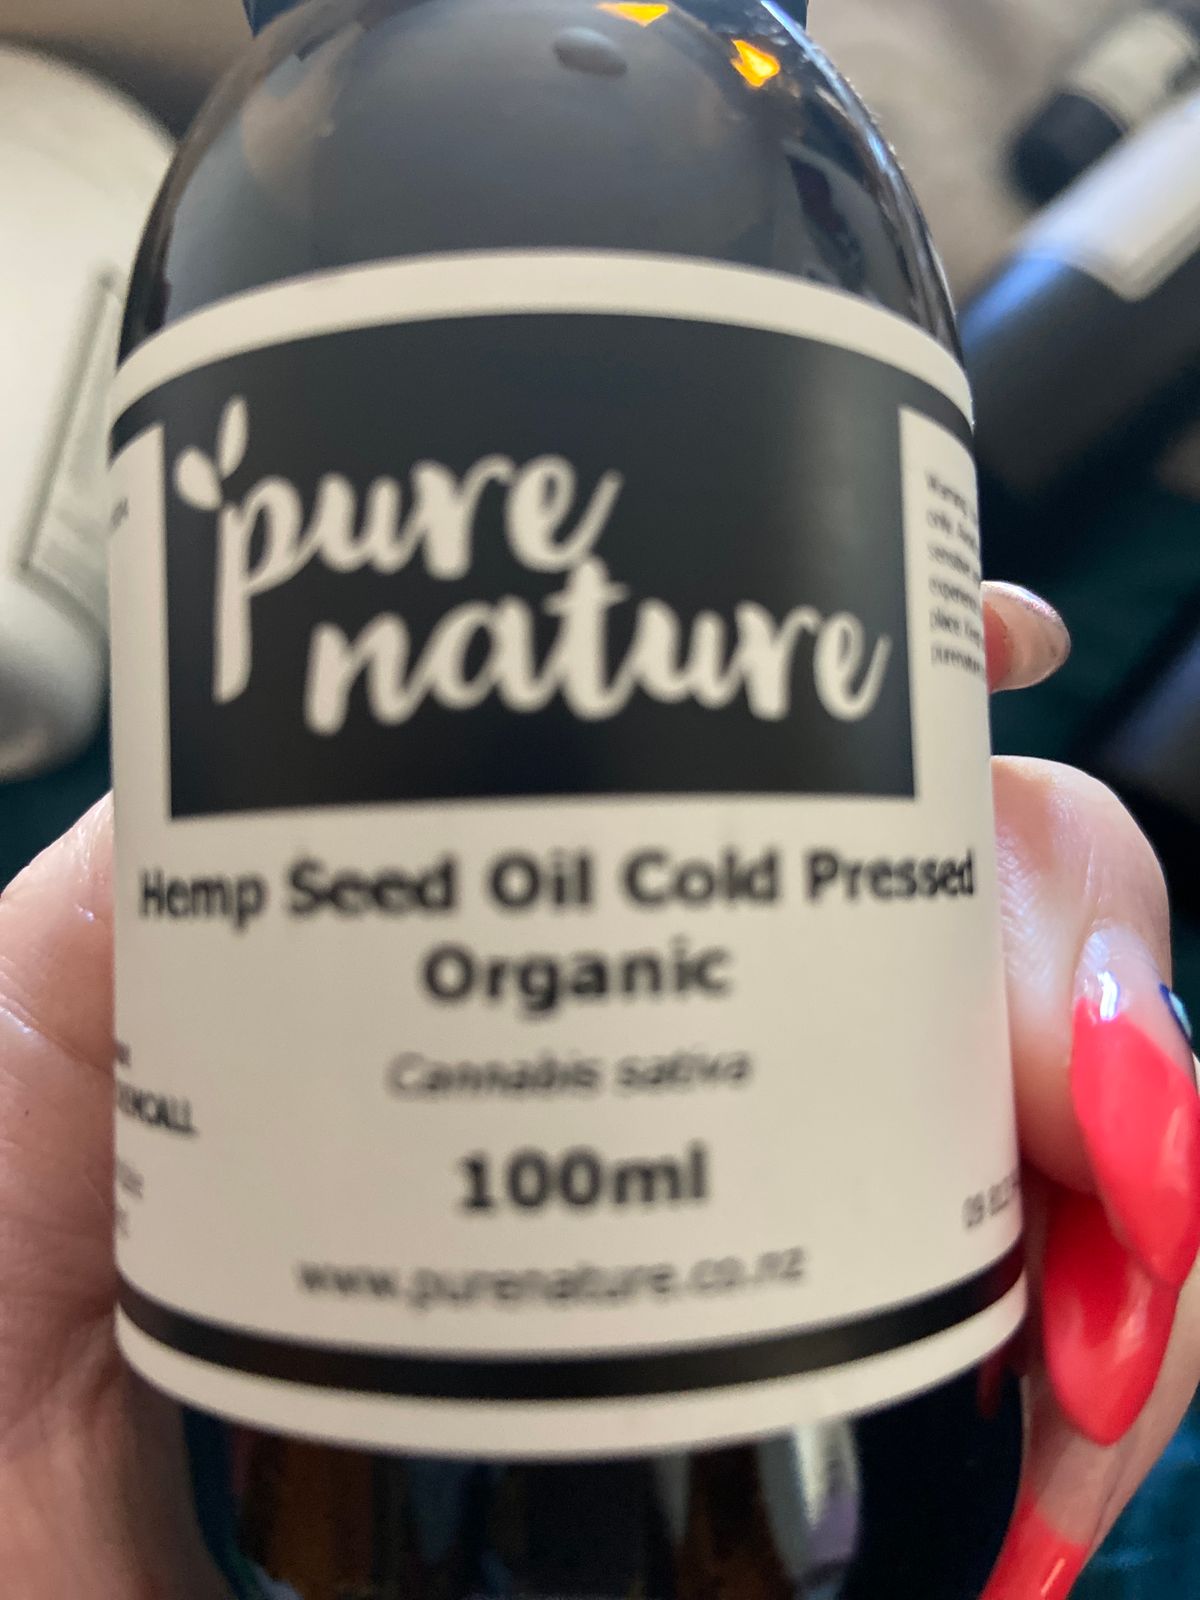 pure
nature
Hemp Seed Oil Cold Pressed
Organic
Cannabis sativa
100ml
www.purenature.co.nz